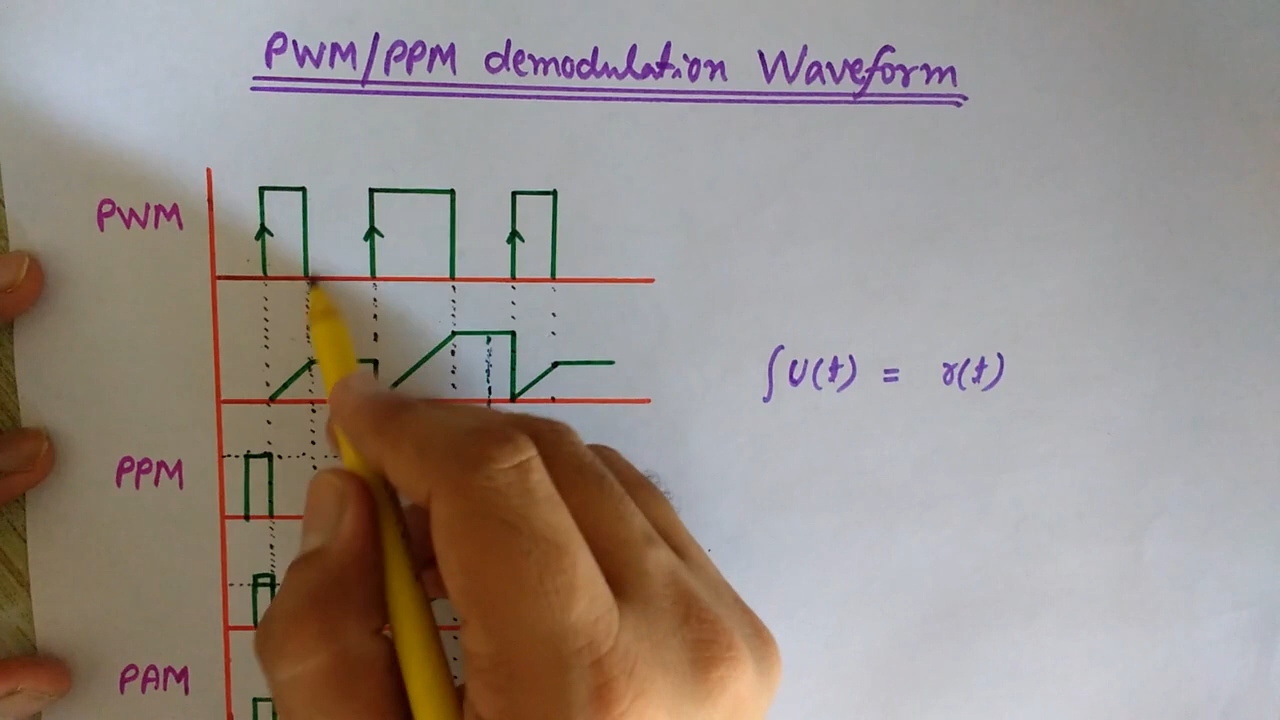 PWM/PPM demodulation Waveform
PWM
∫U(t) = r(t)
PPM
PAM